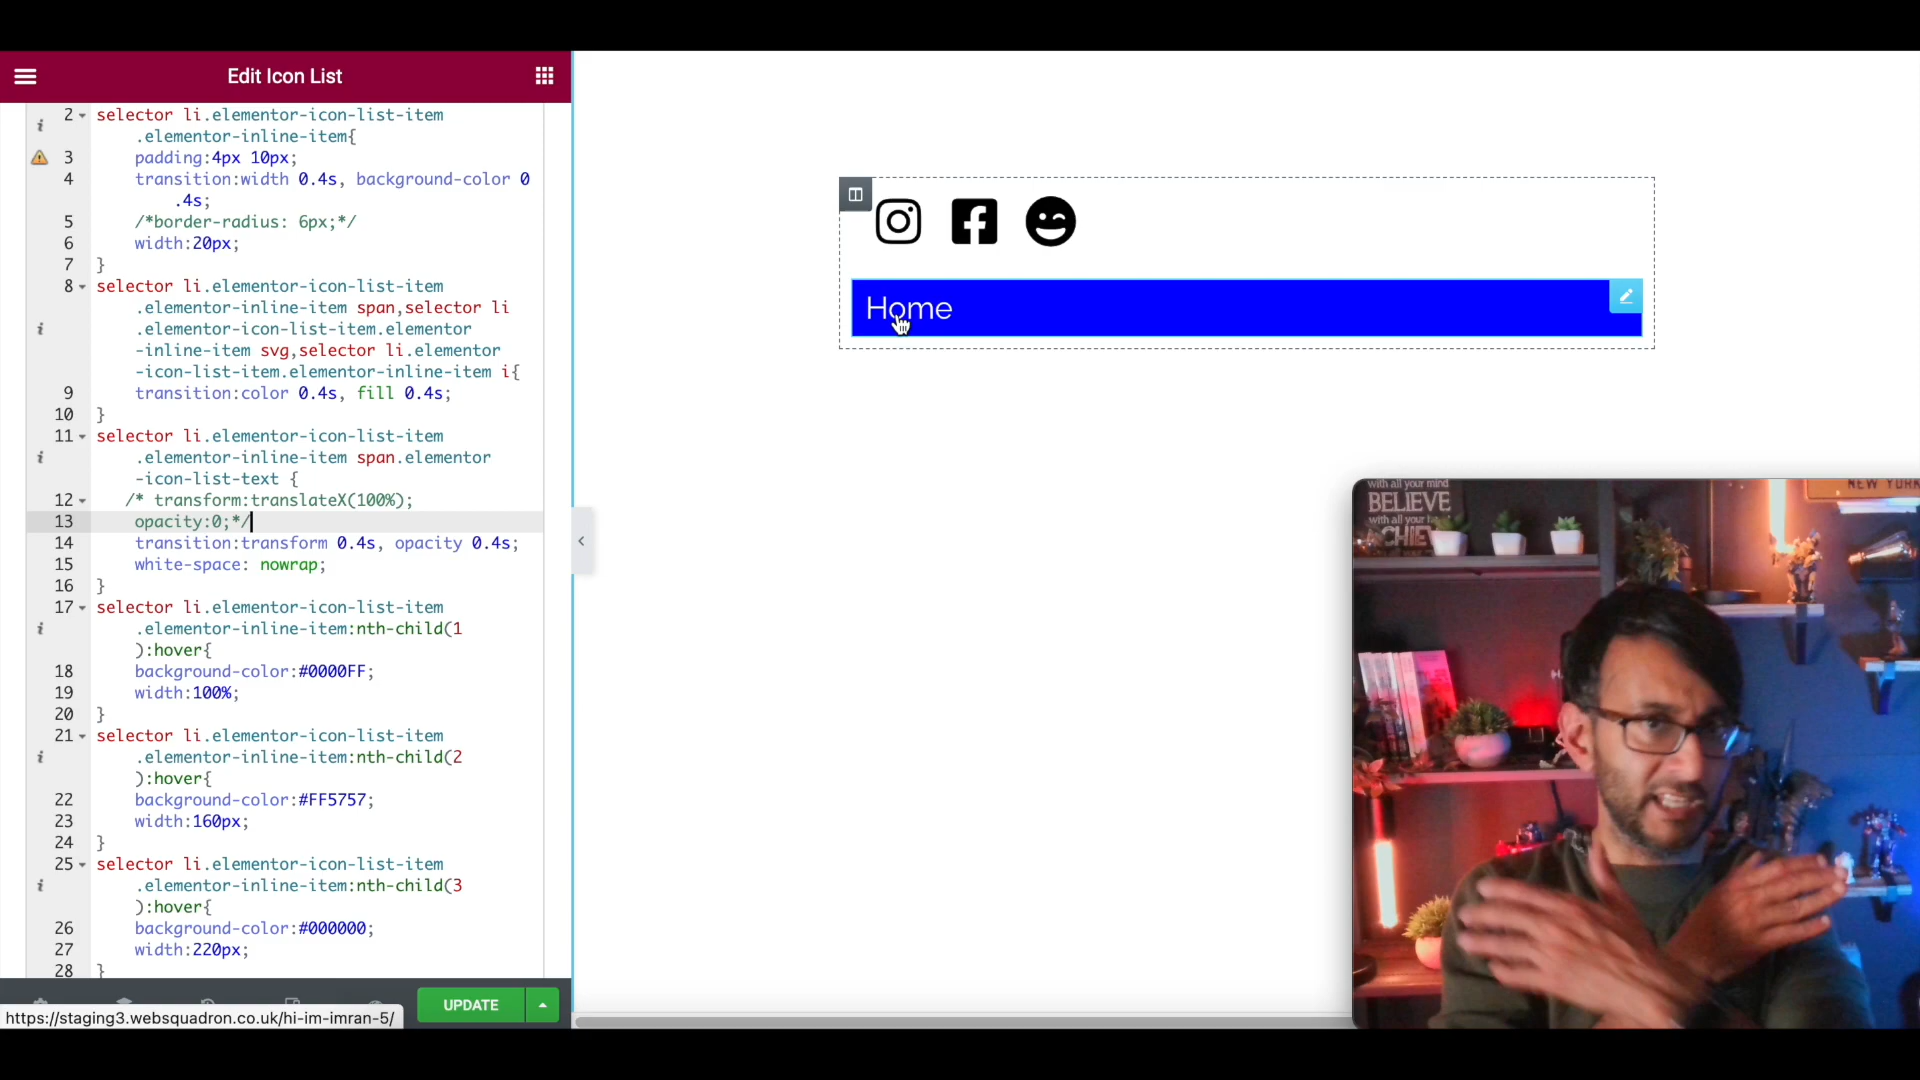 Edit Icon List
2 selector li.elementor-icon-list-item
.elementor-inline-item{
3 padding:4px 10px;
4 transition:width 0.4s, background-color 0
.4s;
5 /*border-radius: 6px;*/
6 width:20px;
7 }
8 selector li.elementor-icon-list-item
.elementor-inline-item span,selector li
.elementor-icon-list-item.elementor
-inline-item svg,selector li.elementor
-icon-list-item.elementor-inline-item i{
9 transition:color 0.4s, fill 0.4s;
10 }
11 selector li.elementor-icon-list-item
.elementor-inline-item span.elementor
-icon-list-text {
12 /* transform:translateX(100%);
13 opacity:0;*/
14 transition:transform 0.4s, opacity 0.4s;
15 white-space: nowrap;
16 }
17 selector li.elementor-icon-list-item
.elementor-inline-item:nth-child(1
):hover{
18 background-color:#0000FF;
19 width:100%;
20 }
21 selector li.elementor-icon-list-item
.elementor-inline-item:nth-child(2
):hover{
22 background-color:#FF5757;
23 width:160px;
24 }
25 selector li.elementor-icon-list-item
.elementor-inline-item:nth-child(3
):hover{
26 background-color:#000000;
27 width:220px;
28 }
UPDATE
https://staging3.websquadron.co.uk/hi-im-imran-5/
Home
with all your mind
BELIEVE
with all your
NEW YORK